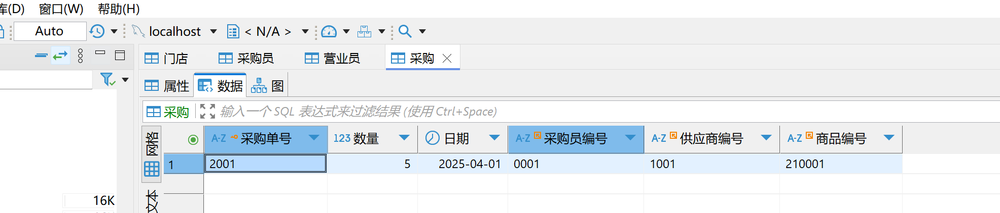 库(D) 窗口(W) 帮助(H)
Auto localhost < N/A >
门店 采购员 营业员 采购
属性 数据 图
采购 输入一个 SQL 表达式来过滤结果 (使用 Ctrl+Space)
网格 A-Z 采购单号 123 数量 日期 A-Z 采购员编号 A-Z 供应商编号 A-Z 商品编号
1 2001 5 2025-04-01 0001 1001 210001
文本
16K